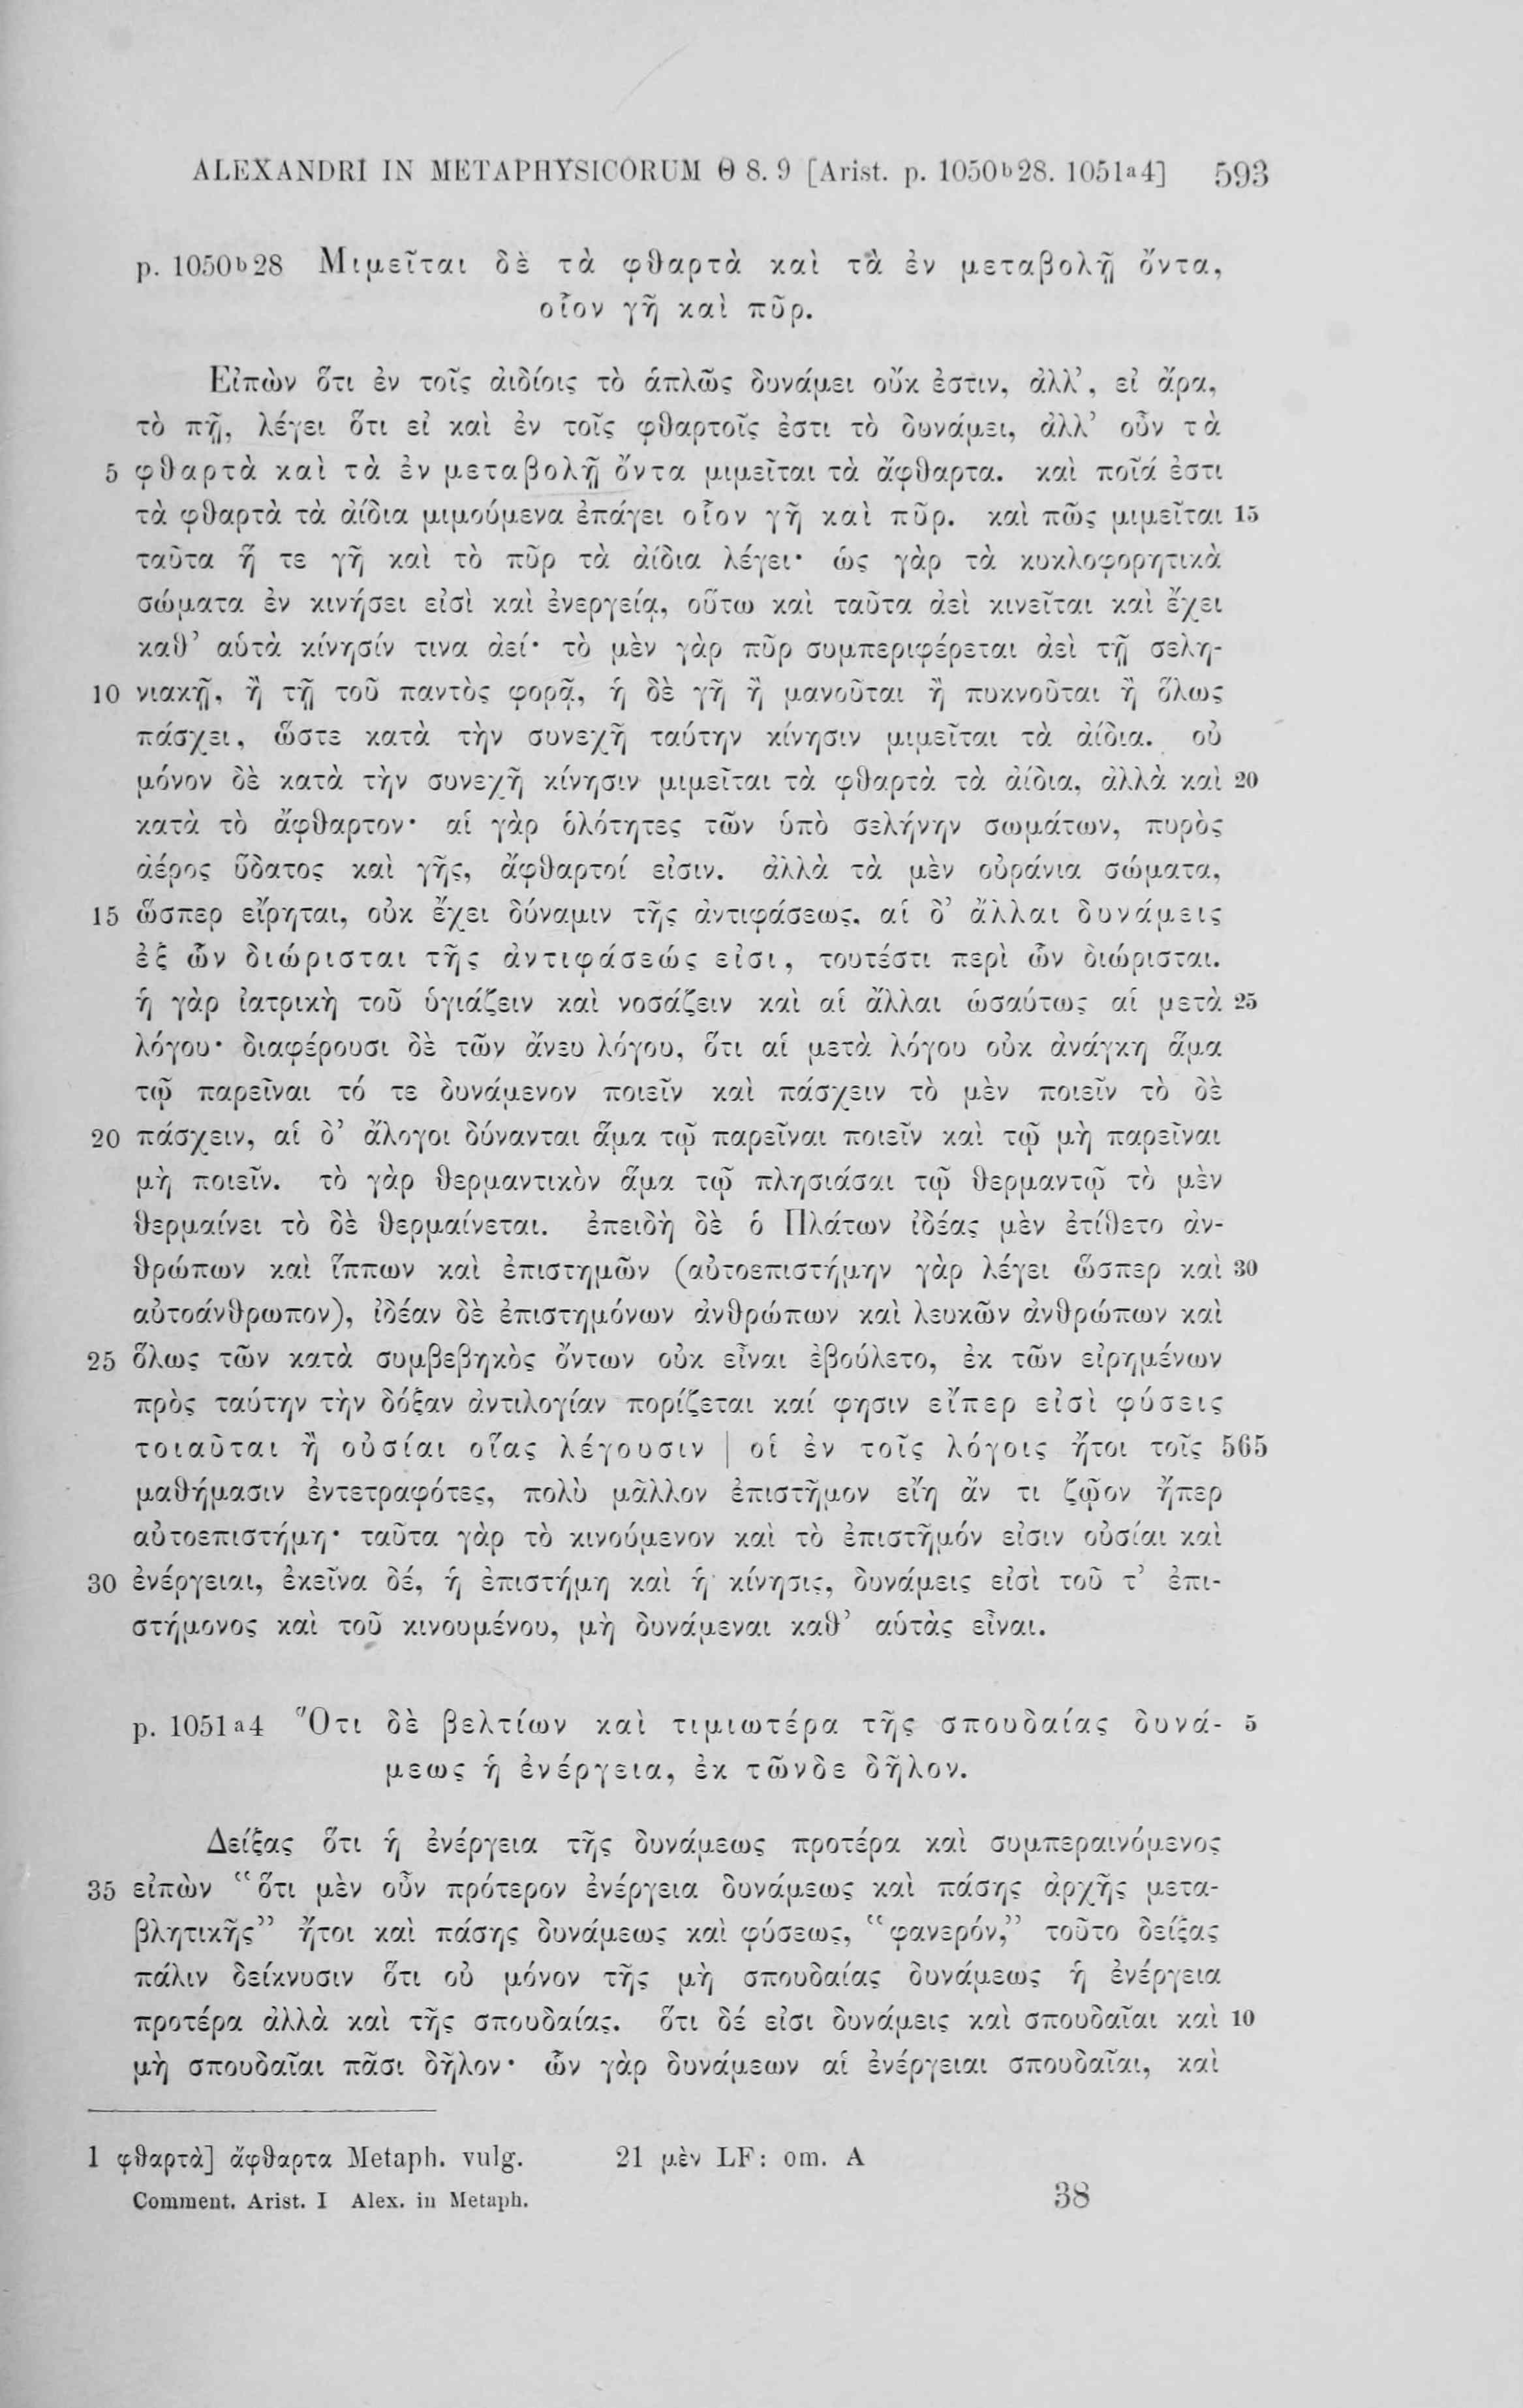 ALEXANDRI IN METAPHYSICORUM Θ 8. 9 [Arist. p. 1050b28. 1051a4] 593
p. 1050b28 Μιμεῖται δὲ τὰ φθαρτὰ καὶ τὰ ἐν μεταβολῇ ὄντα,
οἷον γῆ καὶ πῦρ.
Εἰπὼν ὅτι ἐν τοῖς ἀιδίοις τὸ ἁπλῶς δυνάμει οὔκ ἐστιν, ἀλλ’, εἰ ἄρα,
τὸ πῇ, λέγει ὅτι εἰ καὶ ἐν τοῖς φθαρτοῖς ἐστι τὸ δυνάμει, ἀλλ’ οὖν τὰ
5 φθαρτὰ καὶ τὰ ἐν μεταβολῇ ὄντα μιμεῖται τὰ ἄφθαρτα. καὶ ποῖά ἐστι
τὰ φθαρτὰ τὰ ἀίδια μιμούμενα ἐπάγει οἷον γῆ καὶ πῦρ. καὶ πῶς μιμεῖται 15
ταῦτα ἥ τε γῆ καὶ τὸ πῦρ τὰ ἀίδια λέγει· ὡς γὰρ τὰ κυκλοφορητικὰ
σώματα ἐν κινήσει εἰσὶ καὶ ἐνεργείᾳ, οὕτω καὶ ταῦτα ἀεὶ κινεῖται καὶ ἔχει
καθ’ αὑτὰ κίνησίν τινα ἀεί· τὸ μὲν γὰρ πῦρ συμπεριφέρεται ἀεὶ τῇ σελη-
10 νιακῇ, ἢ τῇ τοῦ παντὸς φορᾷ, ἡ δὲ γῆ ἢ μανοῦται ἢ πυκνοῦται ἢ ὅλως
πάσχει, ὥστε κατὰ τὴν συνεχῆ ταύτην κίνησιν μιμεῖται τὰ ἀίδια. οὐ
μόνον δὲ κατὰ τὴν συνεχῆ κίνησιν μιμεῖται τὰ φθαρτὰ τὰ ἀίδια, ἀλλὰ καὶ 20
κατὰ τὸ ἄφθαρτον· αἱ γὰρ ὁλότητες τῶν ὑπὸ σελήνην σωμάτων, πυρὸς
ἀέρος ὕδατος καὶ γῆς, ἄφθαρτοί εἰσιν. ἀλλὰ τὰ μὲν οὐράνια σώματα,
15 ὥσπερ εἴρηται, οὐκ ἔχει δύναμιν τῆς ἀντιφάσεως, αἱ δ’ ἄλλαι δυνάμεις
ἐξ ὧν διώρισται τῆς ἀντιφάσεώς εἰσι, τουτέστι περὶ ὧν διώρισται.
ἡ γὰρ ἰατρικὴ τοῦ ὑγιάζειν καὶ νοσάζειν καὶ αἱ ἄλλαι ὡσαύτως αἱ μετὰ 25
λόγου· διαφέρουσι δὲ τῶν ἄνευ λόγου, ὅτι αἱ μετὰ λόγου οὐκ ἀνάγκη ἅμα
τῷ παρεῖναι τό τε δυνάμενον ποιεῖν καὶ πάσχειν τὸ μὲν ποιεῖν τὸ δὲ
20 πάσχειν, αἱ δ’ ἄλογοι δύνανται ἅμα τῷ παρεῖναι ποιεῖν καὶ τῷ μὴ παρεῖναι
μὴ ποιεῖν. τὸ γὰρ θερμαντικὸν ἅμα τῷ πλησιάσαι τῷ θερμαντῷ τὸ μὲν
θερμαίνει τὸ δὲ θερμαίνεται. ἐπειδὴ δὲ ὁ Πλάτων ἰδέας μὲν ἐτίθετο ἀν-
θρώπων καὶ ἵππων καὶ ἐπιστημῶν (αὐτοεπιστήμην γὰρ λέγει ὥσπερ καὶ 30
αὐτοάνθρωπον), ἰδέαν δὲ ἐπιστημόνων ἀνθρώπων καὶ λευκῶν ἀνθρώπων καὶ
25 ὅλως τῶν κατὰ συμβεβηκὸς ὄντων οὐκ εἶναι ἐβούλετο, ἐκ τῶν εἰρημένων
πρὸς ταύτην τὴν δόξαν ἀντιλογίαν πορίζεται καί φησιν εἴπερ εἰσὶ φύσεις
τοιαῦται ἢ οὐσίαι οἵας λέγουσιν | οἱ ἐν τοῖς λόγοις ἤτοι τοῖς 565
μαθήμασιν ἐντετραφότες, πολὺ μᾶλλον ἐπιστῆμον εἴη ἄν τι ζῷον ἤπερ
αὐτοεπιστήμη· ταῦτα γὰρ τὸ κινούμενον καὶ τὸ ἐπιστῆμόν εἰσιν οὐσίαι καὶ
30 ἐνέργειαι, ἐκεῖνα δέ, ἡ ἐπιστήμη καὶ ἡ κίνησις, δυνάμεις εἰσὶ τοῦ τ’ ἐπι-
στήμονος καὶ τοῦ κινουμένου, μὴ δυνάμεναι καθ’ αὑτὰς εἶναι.
p. 1051a4 Ὅτι δὲ βελτίων καὶ τιμιωτέρα τῆς σπουδαίας δυνά- 5
μεως ἡ ἐνέργεια, ἐκ τῶνδε δῆλον.
Δείξας ὅτι ἡ ἐνέργεια τῆς δυνάμεως προτέρα καὶ συμπεραινόμενος
35 εἰπὼν “ὅτι μὲν οὖν πρότερον ἐνέργεια δυνάμεως καὶ πάσης ἀρχῆς μετα-
βλητικῆς” ἤτοι καὶ πάσης δυνάμεως καὶ φύσεως, “φανερόν,” τοῦτο δείξας
πάλιν δείκνυσιν ὅτι οὐ μόνον τῆς μὴ σπουδαίας δυνάμεως ἡ ἐνέργεια
προτέρα ἀλλὰ καὶ τῆς σπουδαίας. ὅτι δέ εἰσι δυνάμεις καὶ σπουδαῖαι καὶ 10
μὴ σπουδαῖαι πᾶσι δῆλον· ὧν γὰρ δυνάμεων αἱ ἐνέργειαι σπουδαῖαι, καὶ
1 φθαρτὰ] ἄφθαρτα Metaph. vulg. 21 μὲν LF: om. A
Comment. Arist. I Alex. in Metaph. 38